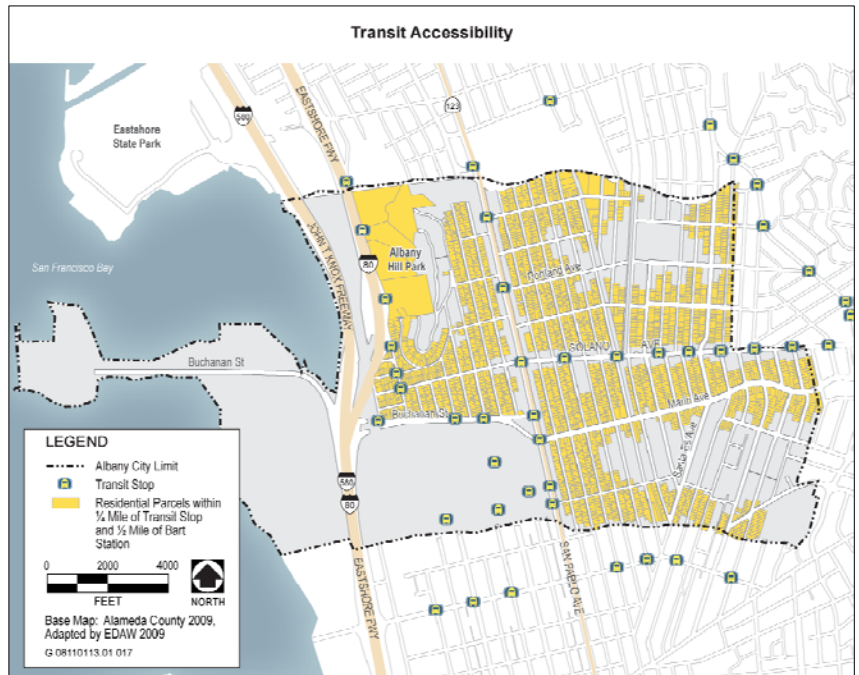 Transit Accessibility
580
EASTSHORE FWY
123
Eastshore
State Park
JOHN T. KNOX FREEWAY
80
Albany
Hill Park
San Francisco Bay
Portland Ave
SOLANO AVE
Buchanan St
Marin Ave
Buchanan St
Santa Fe Ave
LEGEND
Albany City Limit
Transit Stop
Residential Parcels within
¼ Mile of Transit Stop
and ½ Mile of Bart
Station
0 2000 4000
FEET
NORTH
Base Map: Alameda County 2009,
Adapted by EDAW 2009
G 08110113.01 017
580
80
EASTSHORE FWY
SAN PABLO AVE